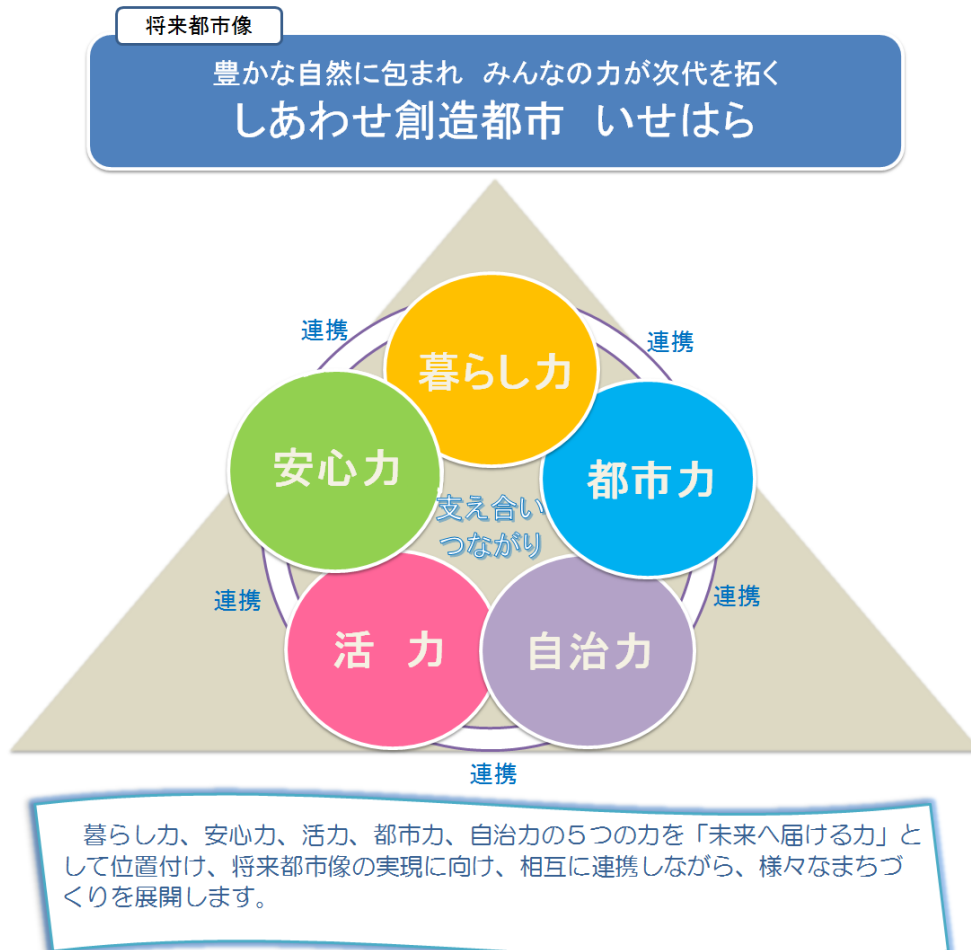 将来都市像
豊かな自然に包まれ　みんなの力が次代を拓く
しあわせ創造都市　いせはら
連携
連携
暮らし力
安心力
都市力
支え合い
つながり
連携
連携
活　力
自治力
連携
暮らし力、安心力、活力、都市力、自治力の５つの力を「未来へ届ける力」と
して位置付け、将来都市像の実現に向け、相互に連携しながら、様々なまちづ
くりを展開します。